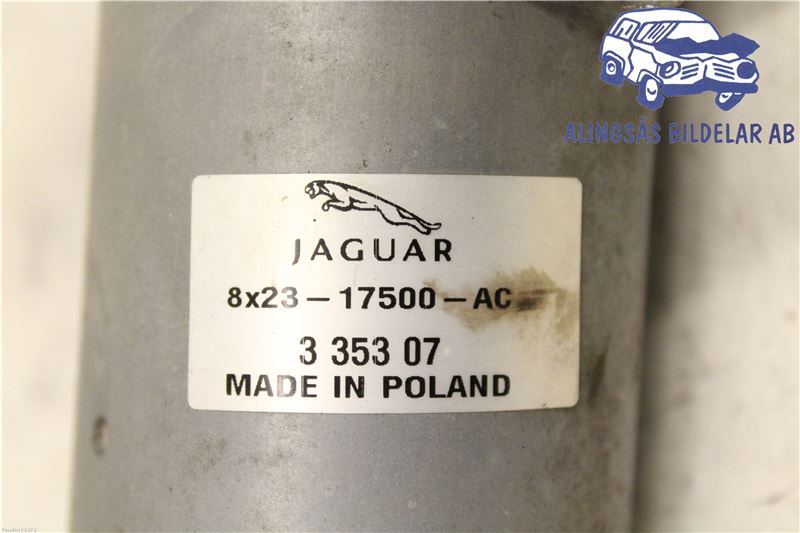 ALINGSÅS BILDELAR AB
JAGUAR
8x23-17500-AC
3 353 07
MADE IN POLAND